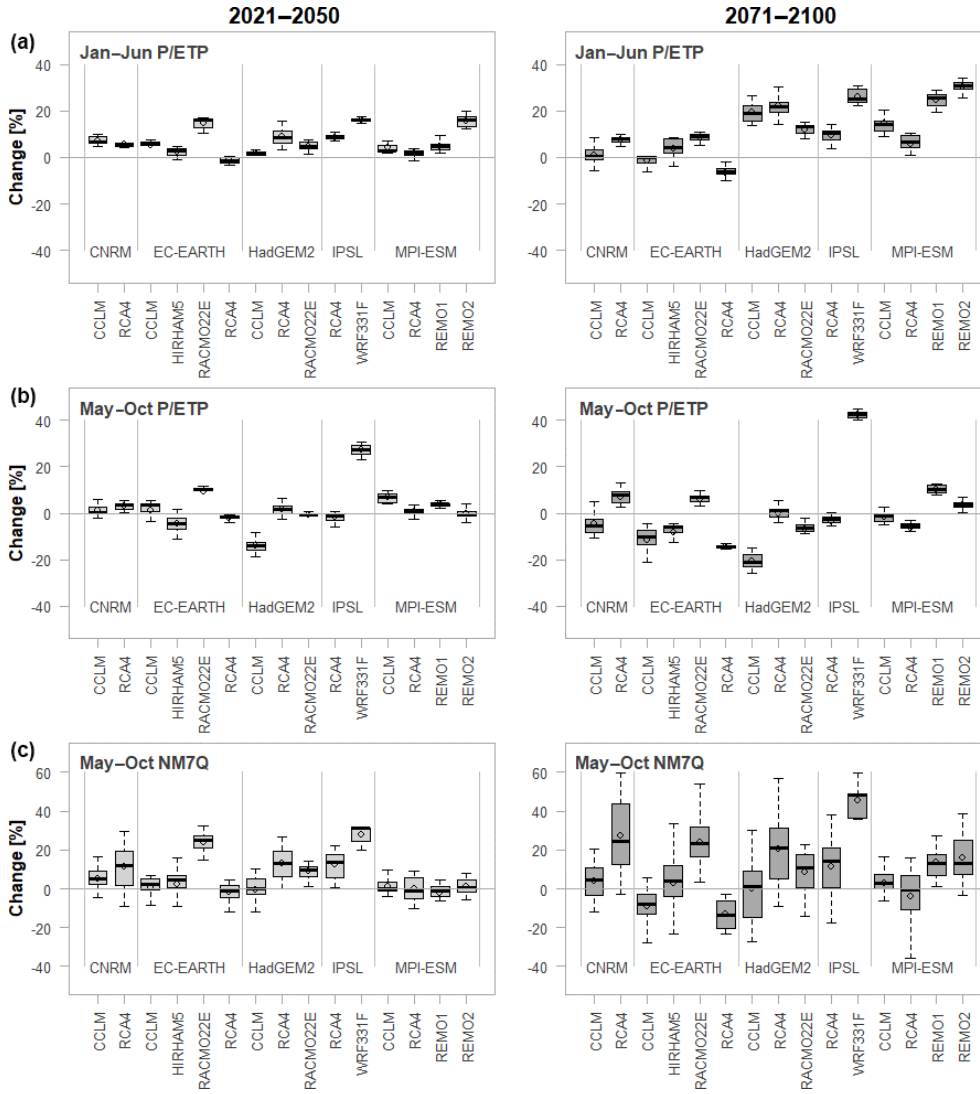 2021–2050
2071–2100
(a)
Jan–Jun P/ETP
Change [%]
40
20
0
-20
-40
CNRM EC-EARTH HadGEM2 IPSL MPI-ESM
CCLM
RCA4
CCLM
HIRHAM5
RACMO22E
RCA4
CCLM
RCA4
RACMO22E
RCA4
WRF331F
CCLM
RCA4
REMO1
REMO2
Jan–Jun P/ETP
40
20
0
-20
-40
CNRM EC-EARTH HadGEM2 IPSL MPI-ESM
CCLM
RCA4
CCLM
HIRHAM5
RACMO22E
RCA4
CCLM
RCA4
RACMO22E
RCA4
WRF331F
CCLM
RCA4
REMO1
REMO2
(b)
May–Oct P/ETP
Change [%]
40
20
0
-20
-40
CNRM EC-EARTH HadGEM2 IPSL MPI-ESM
CCLM
RCA4
CCLM
HIRHAM5
RACMO22E
RCA4
CCLM
RCA4
RACMO22E
RCA4
WRF331F
CCLM
RCA4
REMO1
REMO2
May–Oct P/ETP
40
20
0
-20
-40
CNRM EC-EARTH HadGEM2 IPSL MPI-ESM
CCLM
RCA4
CCLM
HIRHAM5
RACMO22E
RCA4
CCLM
RCA4
RACMO22E
RCA4
WRF331F
CCLM
RCA4
REMO1
REMO2
(c)
May–Oct NM7Q
Change [%]
60
40
20
0
-20
-40
CNRM EC-EARTH HadGEM2 IPSL MPI-ESM
CCLM
RCA4
CCLM
HIRHAM5
RACMO22E
RCA4
CCLM
RCA4
RACMO22E
RCA4
WRF331F
CCLM
RCA4
REMO1
REMO2
May–Oct NM7Q
60
40
20
0
-20
-40
CNRM EC-EARTH HadGEM2 IPSL MPI-ESM
CCLM
RCA4
CCLM
HIRHAM5
RACMO22E
RCA4
CCLM
RCA4
RACMO22E
RCA4
WRF331F
CCLM
RCA4
REMO1
REMO2